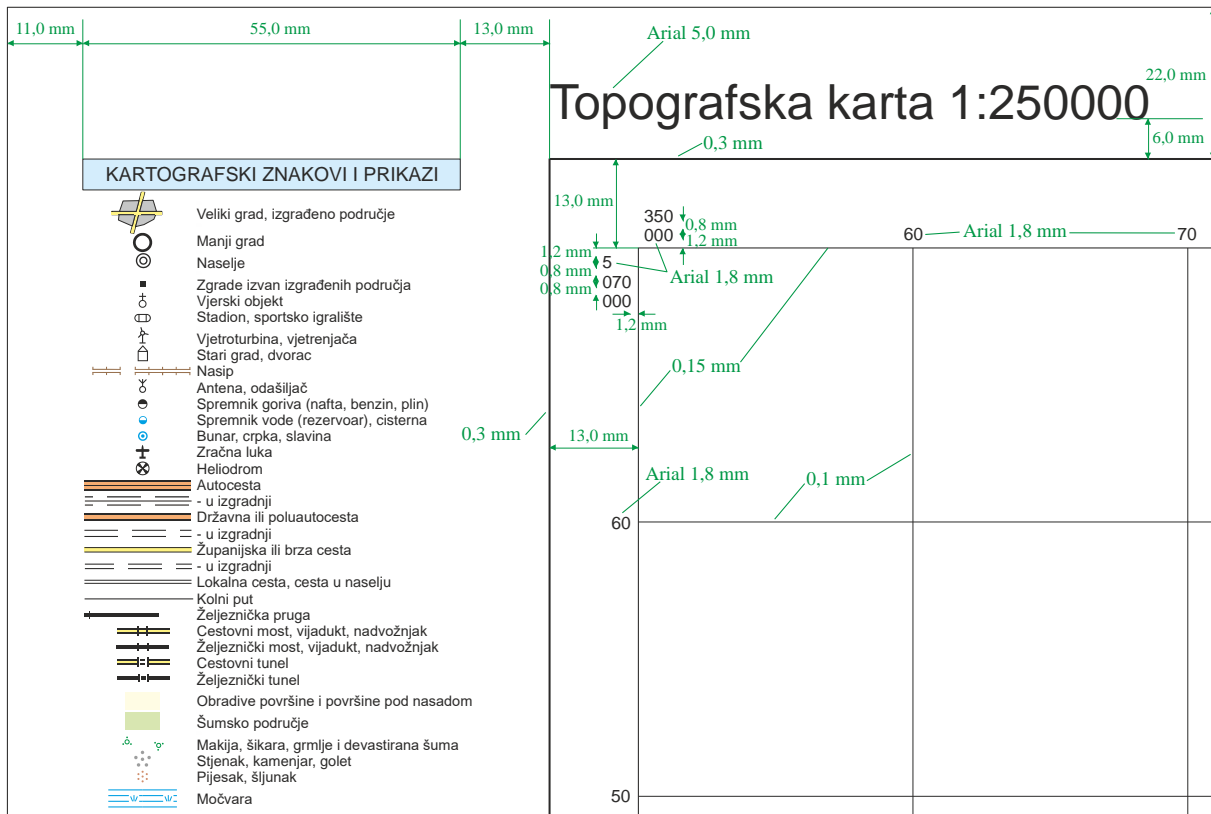 11,0 mm
55,0 mm
13,0 mm
Arial 5,0 mm
22,0 mm
Topografska karta 1:250000
6,0 mm
0,3 mm
KARTOGRAFSKI ZNAKOVI I PRIKAZI
Veliki grad, izgrađeno područje
Manji grad
Naselje
Zgrade izvan izgrađenih područja
Vjerski objekt
Stadion, sportsko igralište
Vjetroturbina, vjetrenjača
Stari grad, dvorac
Nasip
Antena, odašiljač
Spremnik goriva (nafta, benzin, plin)
Spremnik vode (rezervoar), cisterna
Bunar, crpka, slavina
Zračna luka
Heliodrom
Autocesta
- u izgradnji
Državna ili poluautocesta
- u izgradnji
Županijska ili brza cesta
- u izgradnji
Lokalna cesta, cesta u naselju
Kolni put
Željeznička pruga
Cestovni most, vijadukt, nadvožnjak
Željeznički most, vijadukt, nadvožnjak
Cestovni tunel
Željeznički tunel
Obradive površine i površine pod nasadom
Šumsko područje
Makija, šikara, grmlje i devastirana šuma
Stjenak, kamenjar, golet
Pijesak, šljunak
Močvara
13,0 mm
350
000
0,8 mm
1,2 mm
60
Arial 1,8 mm
70
1,2 mm
0,8 mm
0,8 mm
5
070
000
Arial 1,8 mm
1,2 mm
0,15 mm
0,3 mm
13,0 mm
Arial 1,8 mm
0,1 mm
60
50